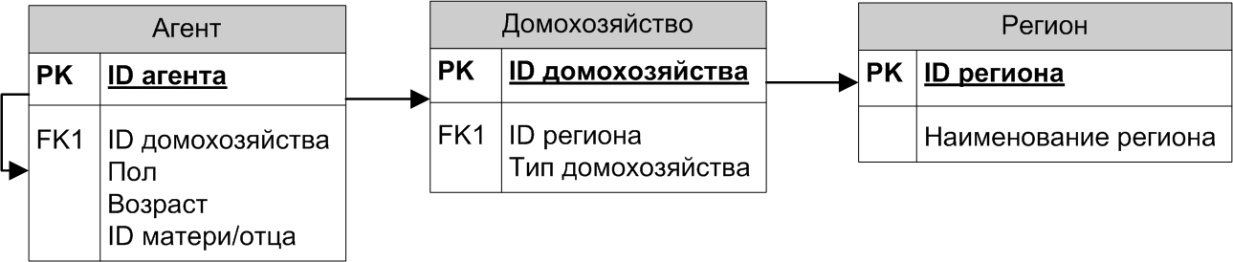 Агент
PK ID агента
FK1 ID домохозяйства
Пол
Возраст
ID матери/отца
Домохозяйство
PK ID домохозяйства
FK1 ID региона
Тип домохозяйства
Регион
PK ID региона
Наименование региона